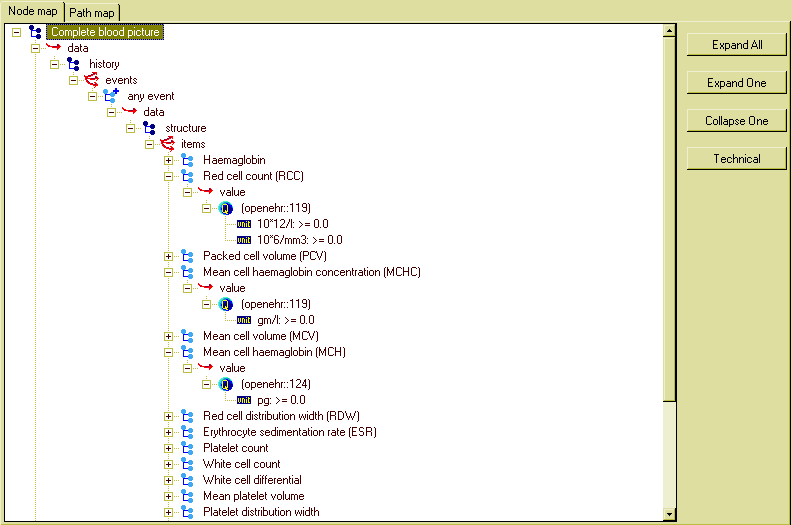 Node map Path map
Complete blood picture
data
history
events
any event
data
structure
items
Haemaglobin
Red cell count (RCC)
value
(openehr::119)
unit 10*12/l: >= 0.0
unit 10*6/mm3: >= 0.0
Packed cell volume (PCV)
Mean cell haemaglobin concentration (MCHC)
value
(openehr::119)
unit gm/l: >= 0.0
Mean cell volume (MCV)
Mean cell haemaglobin (MCH)
value
(openehr::124)
unit pg: >= 0.0
Red cell distribution width (RDW)
Erythrocyte sedimentation rate (ESR)
Platelet count
White cell count
White cell differential
Mean platelet volume
Platelet distribution width
Expand All
Expand One
Collapse One
Technical